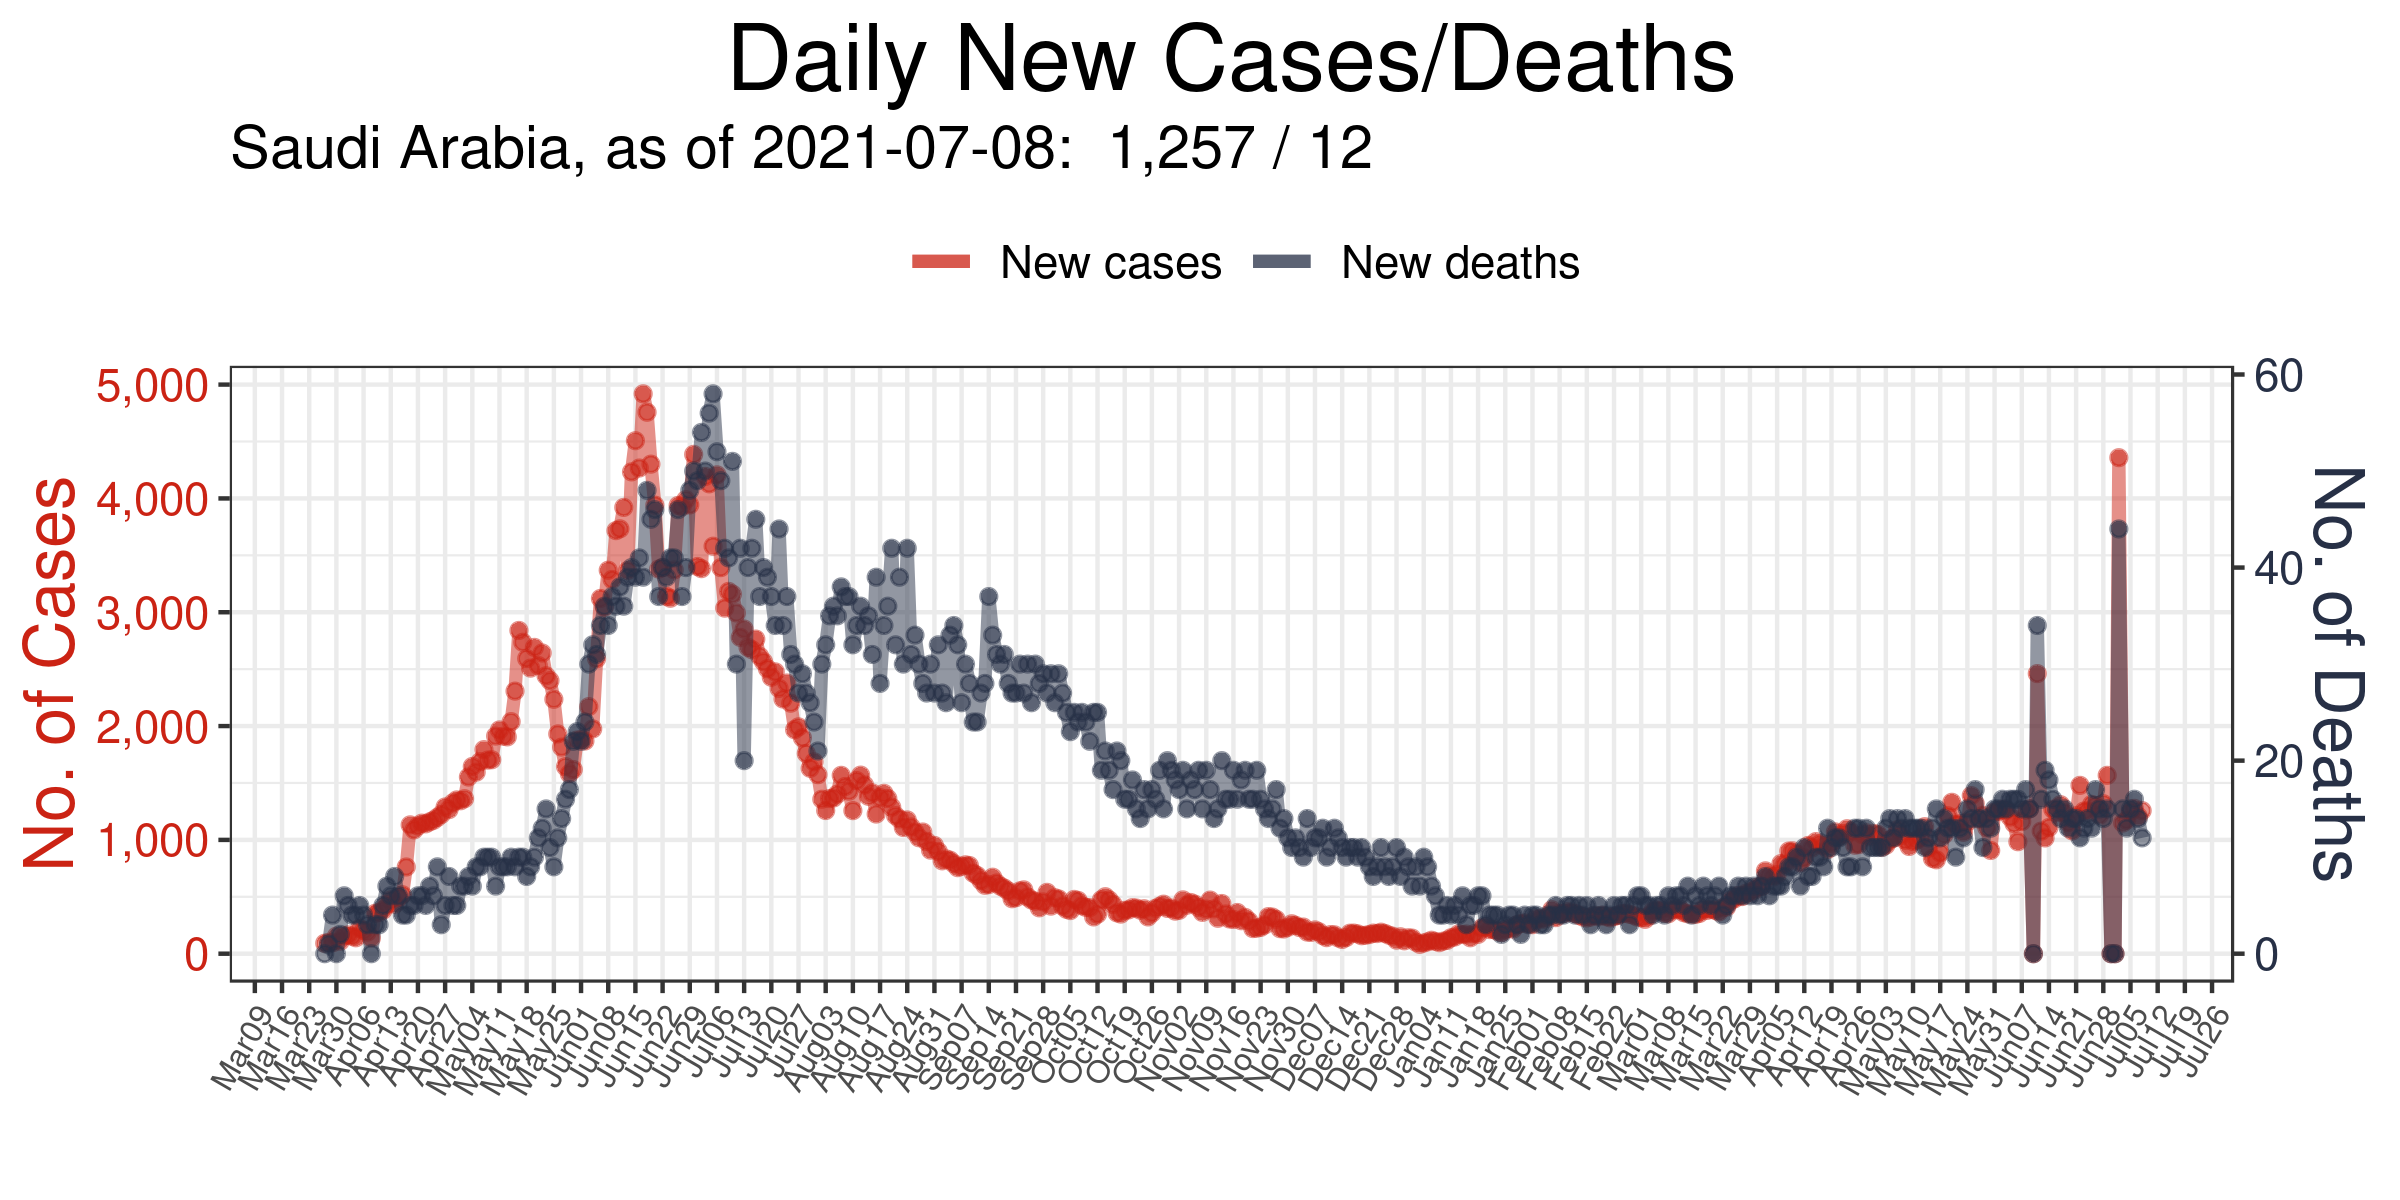 Daily New Cases/Deaths
Saudi Arabia, as of 2021-07-08:  1,257 / 12
New cases
New deaths
No. of Cases
5,000
4,000
3,000
2,000
1,000
0
60
40
20
0
No. of Deaths
Mar09
Mar16
Mar23
Mar30
Apr06
Apr13
Apr20
Apr27
May04
May11
May18
May25
Jun01
Jun08
Jun15
Jun22
Jun29
Jul06
Jul13
Jul20
Jul27
Aug03
Aug10
Aug17
Aug24
Aug31
Sep07
Sep14
Sep21
Sep28
Oct05
Oct12
Oct19
Oct26
Nov02
Nov09
Nov16
Nov23
Nov30
Dec07
Dec14
Dec21
Dec28
Jan04
Jan11
Jan18
Jan25
Feb01
Feb08
Feb15
Feb22
Mar01
Mar08
Mar15
Mar22
Mar29
Apr05
Apr12
Apr19
Apr26
May03
May10
May17
May24
May31
Jun07
Jun14
Jun21
Jun28
Jul05
Jul12
Jul19
Jul26